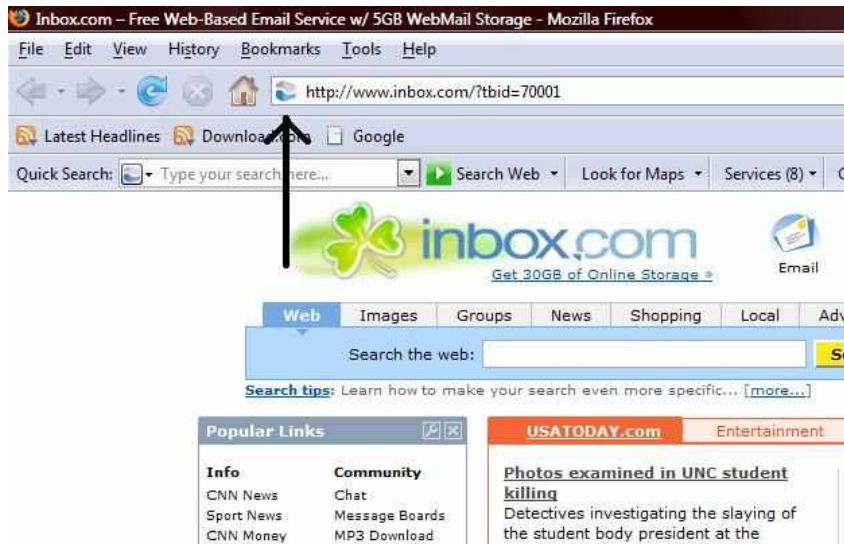 Inbox.com – Free Web-Based Email Service w/ 5GB WebMail Storage - Mozilla Firefox
File Edit View History Bookmarks Tools Help
http://www.inbox.com/?tbid=70001
Latest Headlines Download.com Google
Quick Search: Type your search here... Search Web Look for Maps Services (8)
inbox.com
Get 30GB of Online Storage »
Email
Web Images Groups News Shopping Local Adv
Search the web:
Search tips: Learn how to make your search even more specific... [more...]
Popular Links USATODAY.com Entertainment
Info Community Photos examined in UNC student
CNN News Chat killing
Sport News Message Boards Detectives investigating the slaying of
CNN Money MP3 Download the student body president at the